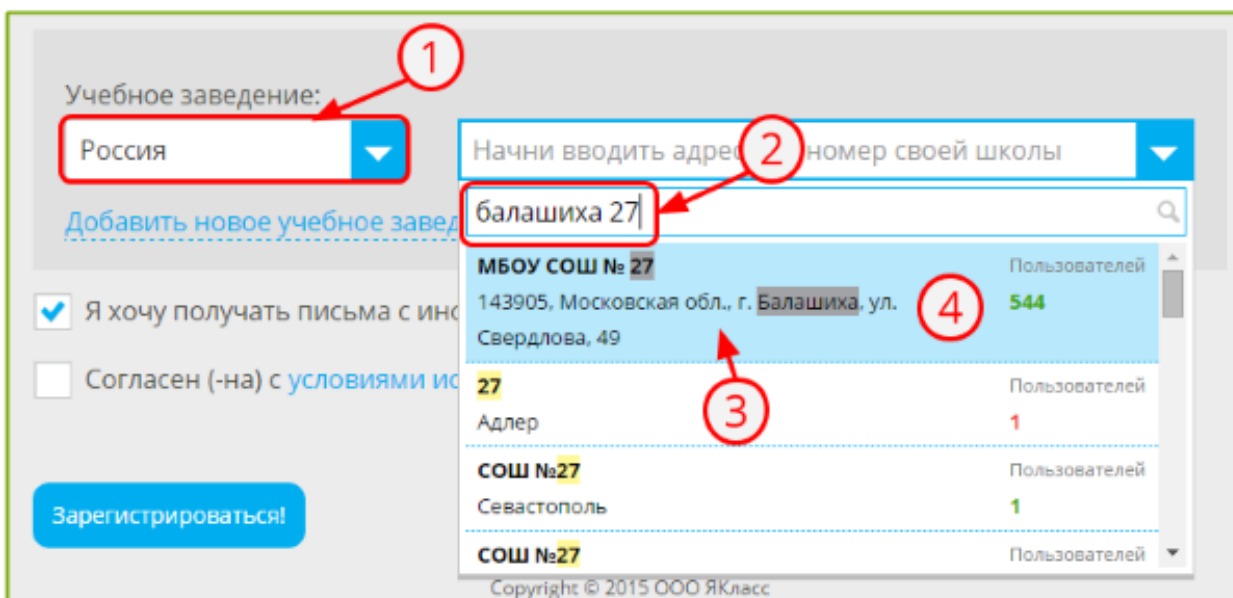 1
Учебное заведение:
Россия
Начни вводить адрес 2 номер своей школы
Добавить новое учебное завед
балашиха 27
МБОУ СОШ № 27 Пользователей
143905, Московская обл., г. Балашиха, ул. 4 544
Свердлова, 49
Я хочу получать письма с инс
3
27 Пользователей
Адлер 1
Согласен (-на) с условиями ис
СОШ №27 Пользователей
Севастополь 1
Зарегистрироваться!
СОШ №27 Пользователей
Copyright © 2015 ООО ЯКласс